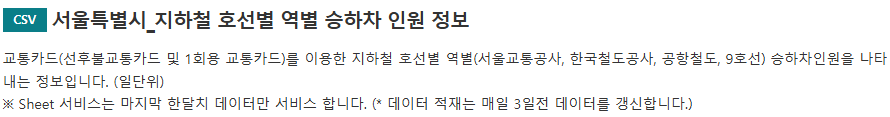 CSV 서울특별시_지하철 호선별 역별 승하차 인원 정보
교통카드(선후불교통카드 및 1회용 교통카드)를 이용한 지하철 호선별 역별(서울교통공사, 한국철도공사, 공항철도, 9호선) 승하차인원을 나타
내는 정보입니다. (일단위)
※ Sheet 서비스는 마지막 한달치 데이터만 서비스 합니다. (* 데이터 적재는 매일 3일전 데이터를 갱신합니다.)